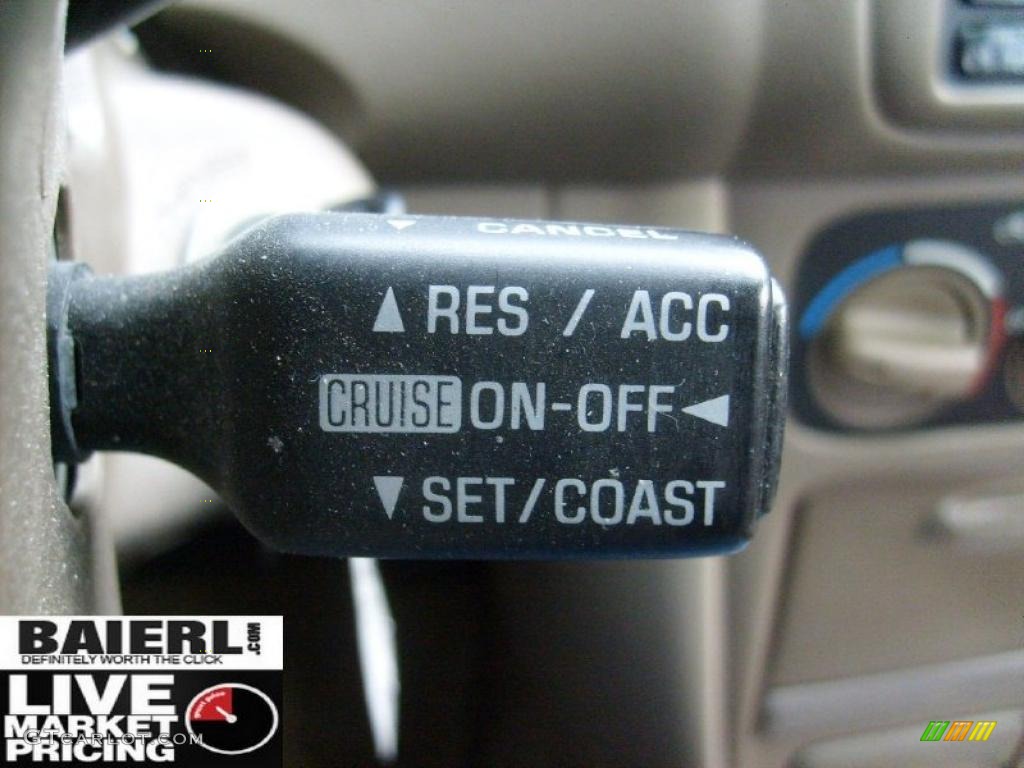 CANCEL
▲ RES / ACC
CRUISE ON-OFF ◀
▼ SET/COAST
BAIERL.COM
DEFINITELY WORTH THE CLICK
LIVE
MARKET
GTCARLOT.COM
PRICING